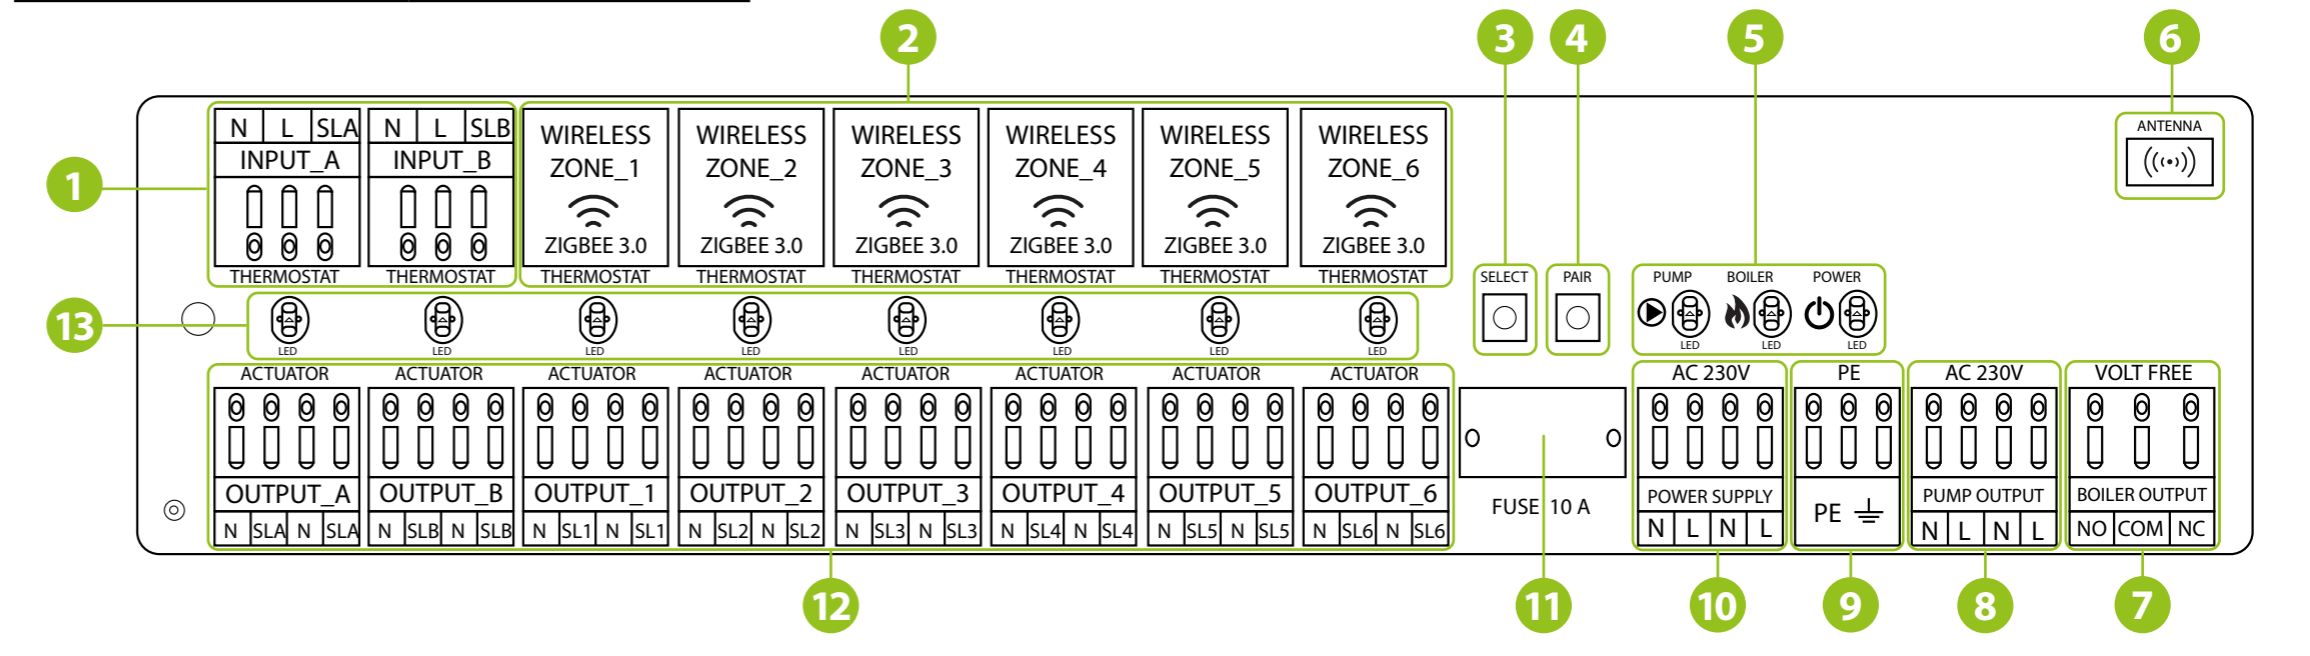 2 3 4 5 6
N L SLA N L SLB
INPUT_A INPUT_B
WIRELESS ZONE_1 WIRELESS ZONE_2 WIRELESS ZONE_3 WIRELESS ZONE_4 WIRELESS ZONE_5 WIRELESS ZONE_6
ANTENNA
1
ZIGBEE 3.0 ZIGBEE 3.0 ZIGBEE 3.0 ZIGBEE 3.0 ZIGBEE 3.0 ZIGBEE 3.0
THERMOSTAT THERMOSTAT THERMOSTAT THERMOSTAT THERMOSTAT THERMOSTAT THERMOSTAT THERMOSTAT
SELECT PAIR PUMP BOILER POWER
13
LED LED LED LED LED LED LED LED LED LED LED
ACTUATOR ACTUATOR ACTUATOR ACTUATOR ACTUATOR ACTUATOR ACTUATOR ACTUATOR AC 230V PE AC 230V VOLT FREE
OUTPUT_A OUTPUT_B OUTPUT_1 OUTPUT_2 OUTPUT_3 OUTPUT_4 OUTPUT_5 OUTPUT_6 FUSE 10 A POWER SUPPLY PE PUMP OUTPUT BOILER OUTPUT
N SLA N SLA N SLB N SLB N SL1 N SL1 N SL2 N SL2 N SL3 N SL3 N SL4 N SL4 N SL5 N SL5 N SL6 N SL6 N L N L N L N L NO COM NC
12 11 10 9 8 7